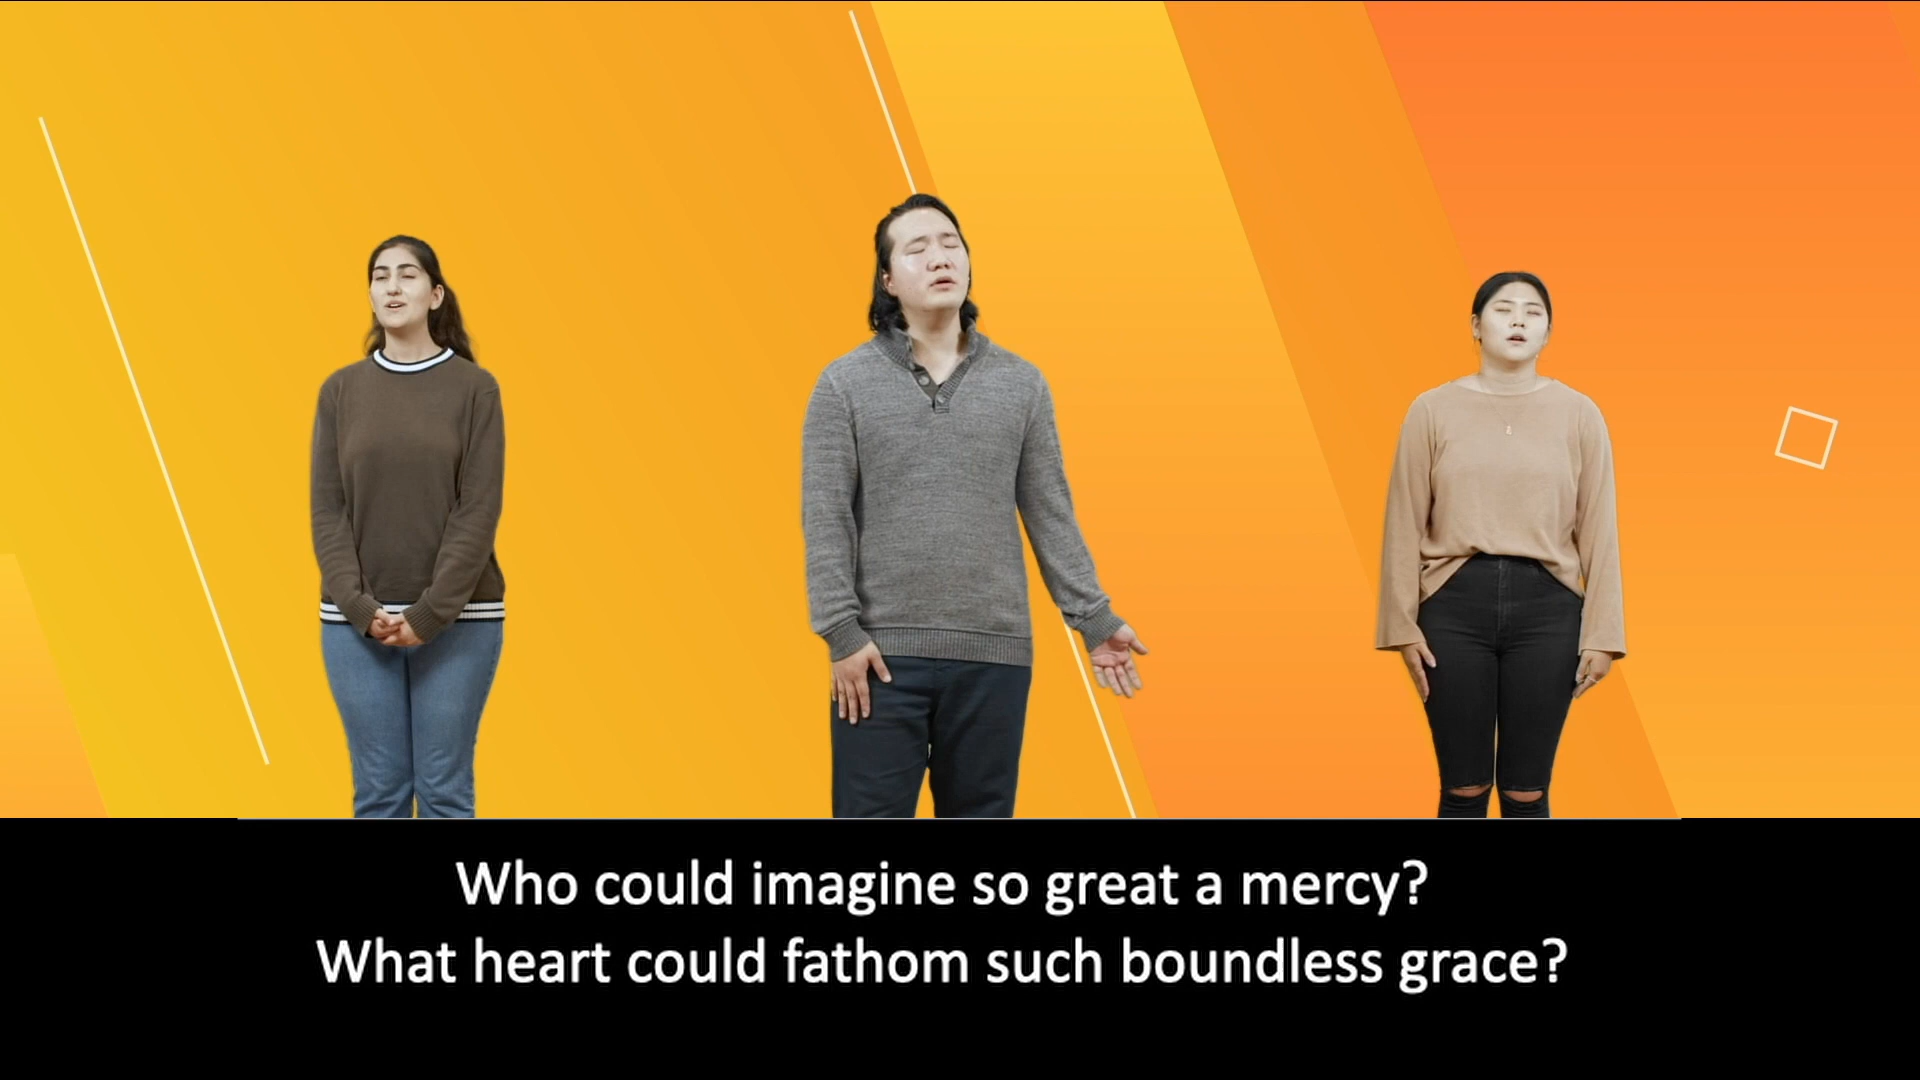 Who could imagine so great a mercy?
What heart could fathom such boundless grace?